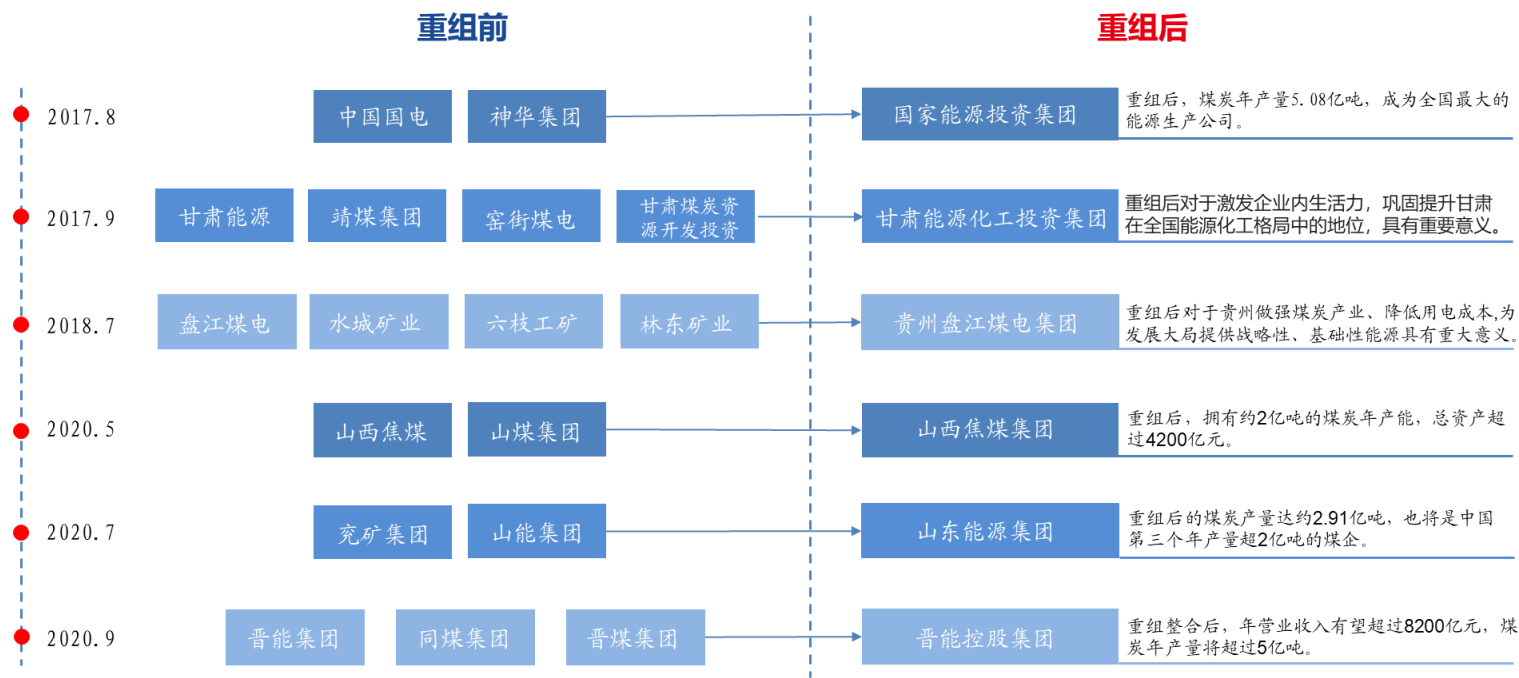 重组前
重组后
2017.8
中国国电
神华集团
国家能源投资集团
重组后，煤炭年产量5.08亿吨，成为全国最大的
能源生产公司。
2017.9
甘肃能源
靖煤集团
窑街煤电
甘肃煤炭资
源开发投资
甘肃能源化工投资集团
重组后对于激发企业内生活力，巩固提升甘肃
在全国能源化工格局中的地位，具有重要意义。
2018.7
盘江煤电
水城矿业
六枝工矿
林东矿业
贵州盘江煤电集团
重组后对于贵州做强煤炭产业、降低用电成本,为
发展大局提供战略性、基础性能源具有重大意义。
2020.5
山西焦煤
山煤集团
山西焦煤集团
重组后，拥有约2亿吨的煤炭年产能，总资产超
过4200亿元。
2020.7
兖矿集团
山能集团
山东能源集团
重组后的煤炭产量达约2.91亿吨，也将是中国
第三个年产量超2亿吨的煤企。
2020.9
晋能集团
同煤集团
晋煤集团
晋能控股集团
重组整合后，年营业收入有望超过8200亿元，煤
炭年产量将超过5亿吨。